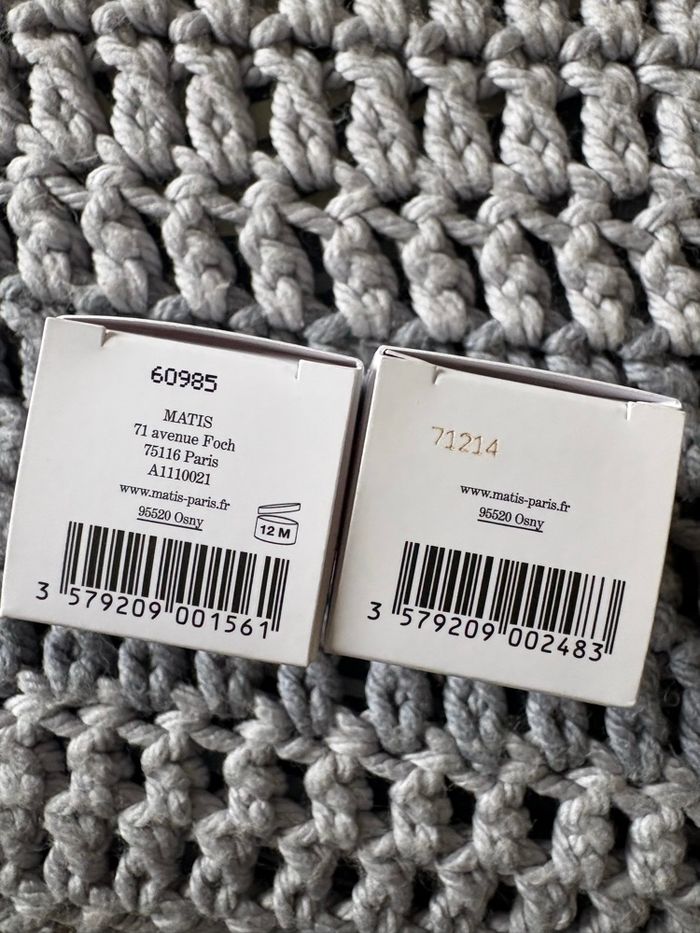 60985
MATIS
71 avenue Foch
75116 Paris
A1110021
www.matis-paris.fr
95520 Osny
12 M
3 579209 001561
71214
www.matis-paris.fr
95520 Osny
3 579209 002483